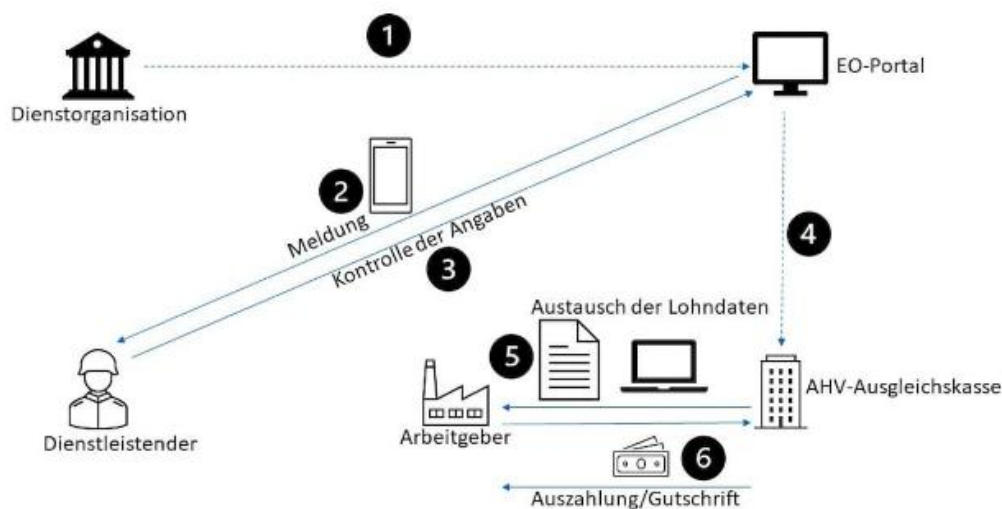 1
EO-Portal
Dienstorganisation
2
Meldung
Kontrolle der Angaben
3
4
Austausch der Lohndaten
5
AHV-Ausgleichskasse
Arbeitgeber
Dienstleistender
6
Auszahlung/Gutschrift